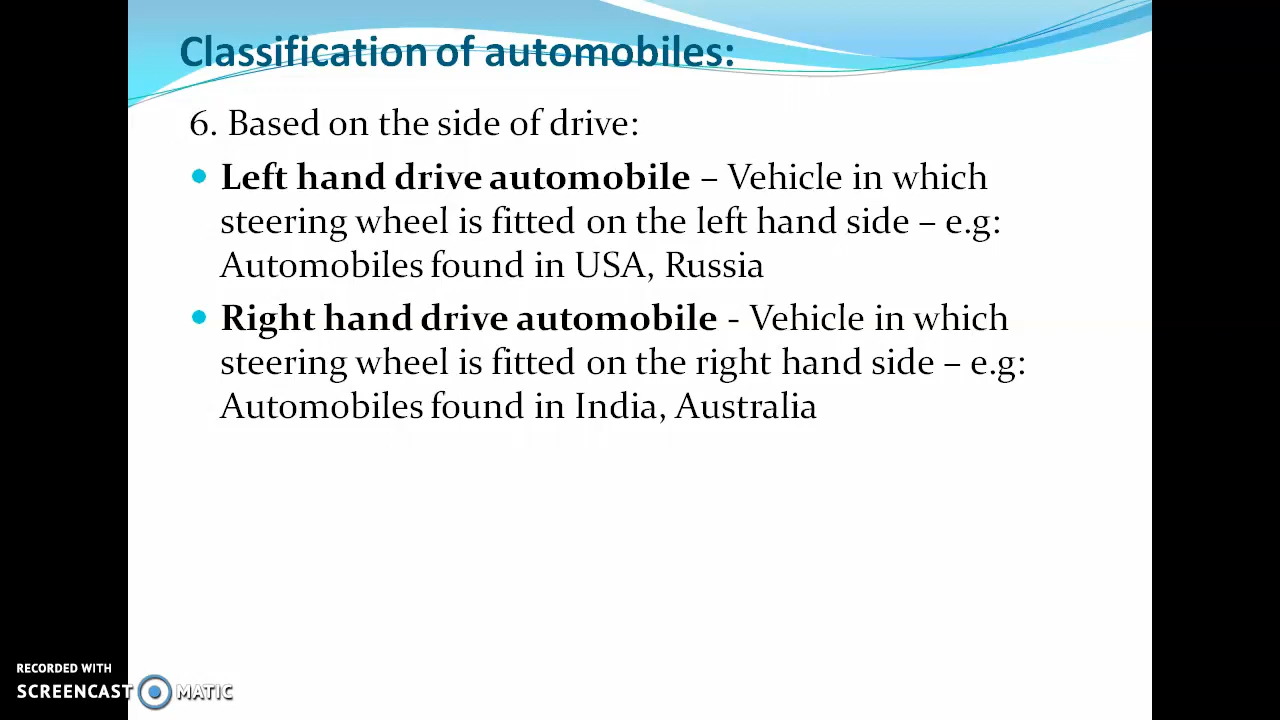 Classification of automobiles:
6. Based on the side of drive:
• Left hand drive automobile – Vehicle in which
steering wheel is fitted on the left hand side – e.g:
Automobiles found in USA, Russia
• Right hand drive automobile - Vehicle in which
steering wheel is fitted on the right hand side – e.g:
Automobiles found in India, Australia
RECORDED WITH
SCREENCAST MATIC